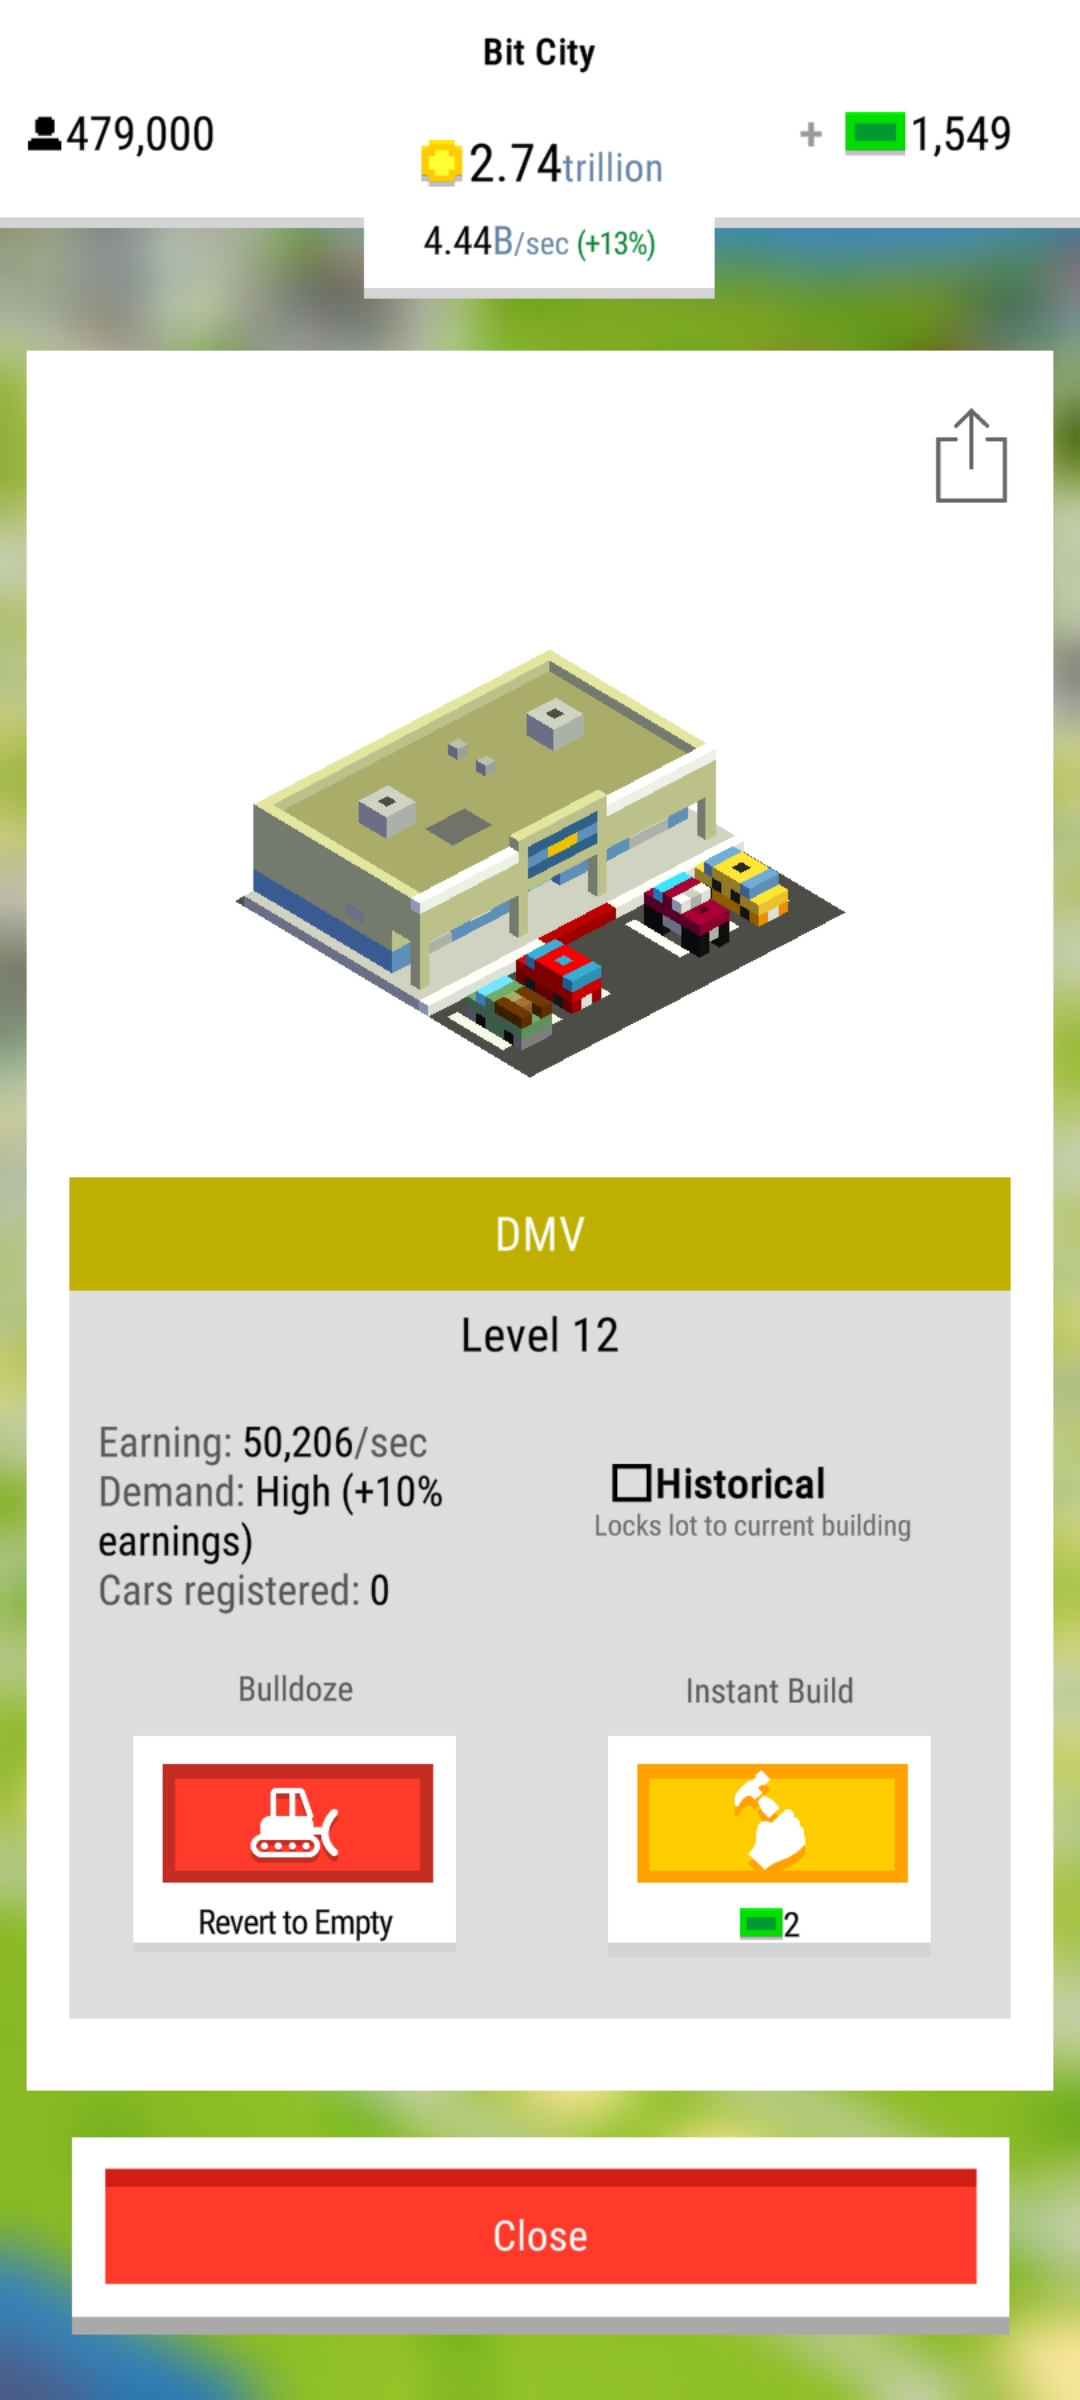 Bit City
479,000
2.74trillion
+ 1,549
4.44B/sec (+13%)
DMV
Level 12
Earning: 50,206/sec
Demand: High (+10%
earnings)
Cars registered: 0
Historical
Locks lot to current building
Bulldoze
Instant Build
Revert to Empty
2
Close